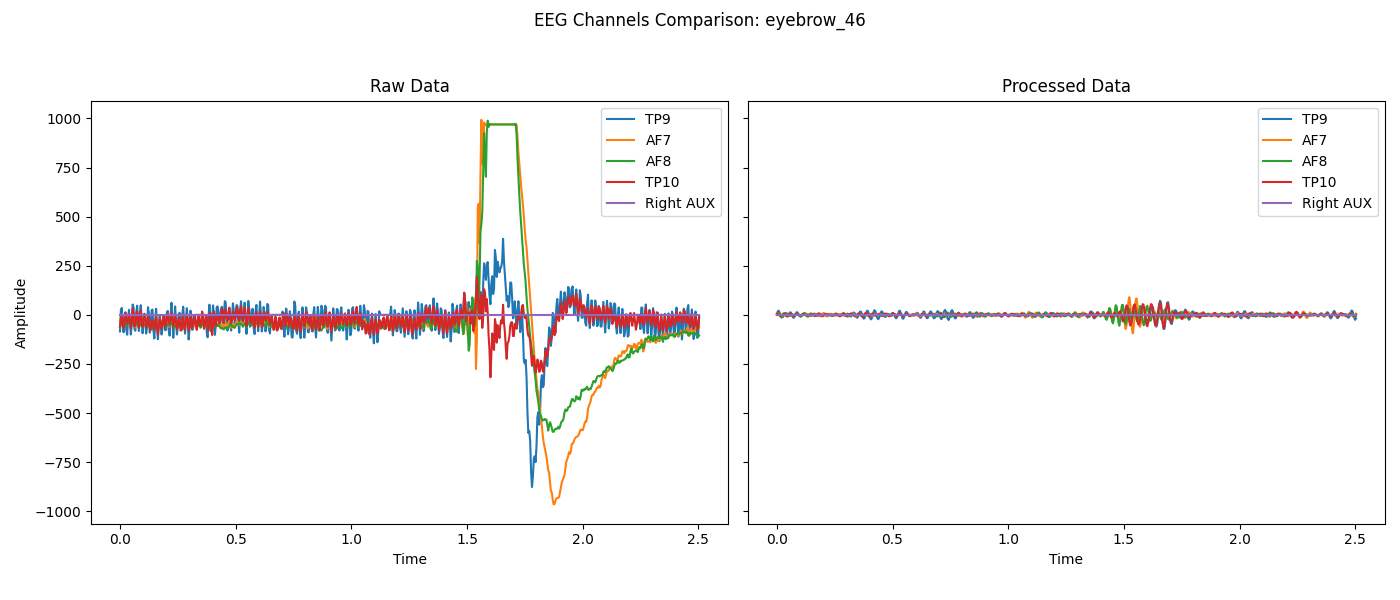 EEG Channels Comparison: eyebrow_46
Raw Data
1000
750
500
250
0
−250
−500
−750
−1000
Amplitude
0.0
0.5
1.0
1.5
2.0
2.5
Time
TP9
AF7
AF8
TP10
Right AUX
Processed Data
0.0
0.5
1.0
1.5
2.0
2.5
Time
TP9
AF7
AF8
TP10
Right AUX